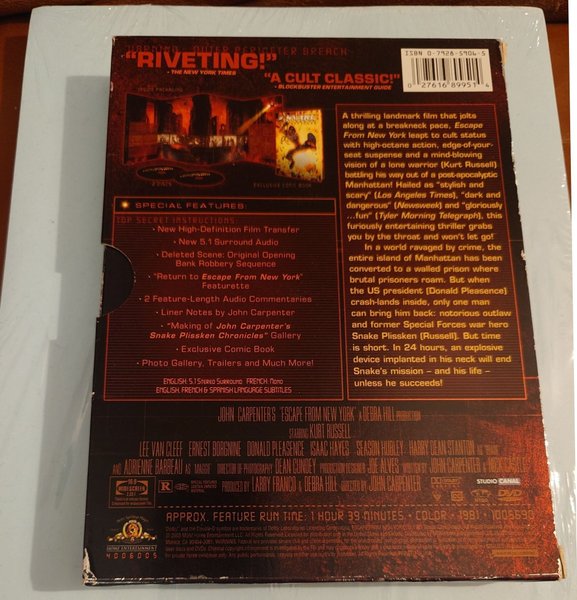 WARNING - OUTER PERIMETER BREACH
ISBN 0-7928-5906-5
"RIVETING!"
- THE NEW YORK TIMES
"A CULT CLASSIC!"
- BLOCKBUSTER ENTERTAINMENT GUIDE
0 27616 89951 4
EXCLUSIVE COMIC BOOK
A thrilling landmark film that jolts
along at a breakneck pace, Escape
From New York leapt to cult status
with high-octane action, edge-of-your-
seat suspense and a mind-blowing
vision of a lone warrior (Kurt Russell)
battling his way out of a post-apocalyptic
Manhattan! Hailed as "stylish and
scary" (Los Angeles Times), "dark and
dangerous" (Newsweek) and "gloriously
...fun" (Tyler Morning Telegraph), this
furiously entertaining thriller grabs
you by the throat and won't let go!
In a world ravaged by crime, the
entire island of Manhattan has
been converted to a walled prison where
brutal prisoners roam. But when
the US president (Donald Pleasence)
crash-lands inside, only one man
can bring him back: notorious outlaw
and former Special Forces war hero
Snake Plissken (Russell). But time
is short. In 24 hours, an explosive
device implanted in his neck will end
Snake's mission – and his life –
unless he succeeds!
SPECIAL FEATURES:
TOP SECRET INSTRUCTIONS:
• New High-Definition Film Transfer
• New 5.1 Surround Audio
• Deleted Scene: Original Opening
Bank Robbery Sequence
• "Return to Escape From New York"
Featurette
• 2 Feature-Length Audio Commentaries
• Liner Notes by John Carpenter
• "Making of John Carpenter's
Snake Plissken Chronicles" Gallery
• Exclusive Comic Book
• Photo Gallery, Trailers and Much More!
ENGLISH: 5.1 Stereo Surround FRENCH: Mono
ENGLISH, FRENCH & SPANISH LANGUAGE SUBTITLES
JOHN CARPENTER'S "ESCAPE FROM NEW YORK" A DEBRA HILL PRODUCTION
STARRING KURT RUSSELL
LEE VAN CLEEF ERNEST BORGNINE DONALD PLEASENCE ISAAC HAYES SEASON HUBLEY HARRY DEAN STANTON AS "BRAIN"
AND ADRIENNE BARBEAU AS "MAGGIE" DIRECTOR OF PHOTOGRAPHY DEAN CUNDEY PRODUCTION DESIGNER JOE ALVES WRITTEN BY JOHN CARPENTER &
PRODUCED BY LARRY FRANCO & DEBRA HILL DIRECTED BY JOHN CARPENTER
WIDESCREEN
R
STUDIO CANAL
DVD
APPROX. FEATURE RUN TIME: 1 HOUR 39 MINUTES • COLOR • 1981 • 1005690
HOME ENTERTAINMENT
4006005